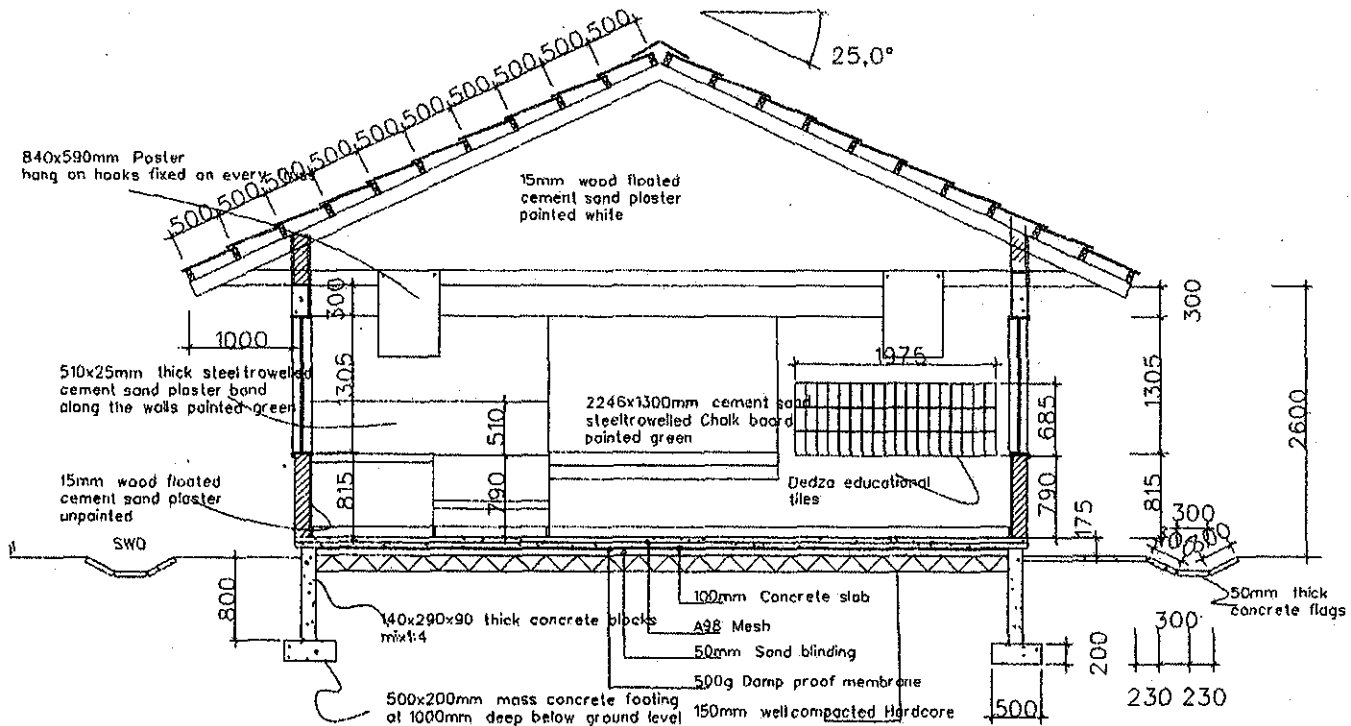 500 500 500 500 500 500 500 500 500 500
25,0°
840x590mm Poster
hang on hooks fixed on every
15mm wood floated
cement sand plaster
painted white
1000
300
1305
815
510x25mm thick steel trowelled
cement sand plaster band
along the walls painted green
510
790
2246x1300mm cement sand
steeltrowelled Chalk board
painted green
1975
685
790
Dedza educational
tiles
300
1305
815
2600
175
300
300
15mm wood floated
cement sand plaster
unpainted
SWD
800
140x290x90 thick concrete blocks
mix1:4
500x200mm mass concrete footing
at 1000mm deep below ground level
100mm Concrete slab
A98 Mesh
50mm Sand blinding
500g Damp proof membrane
150mm wellcompacted Hardcore
500
200
50mm thick
concrete flags
300
230 230